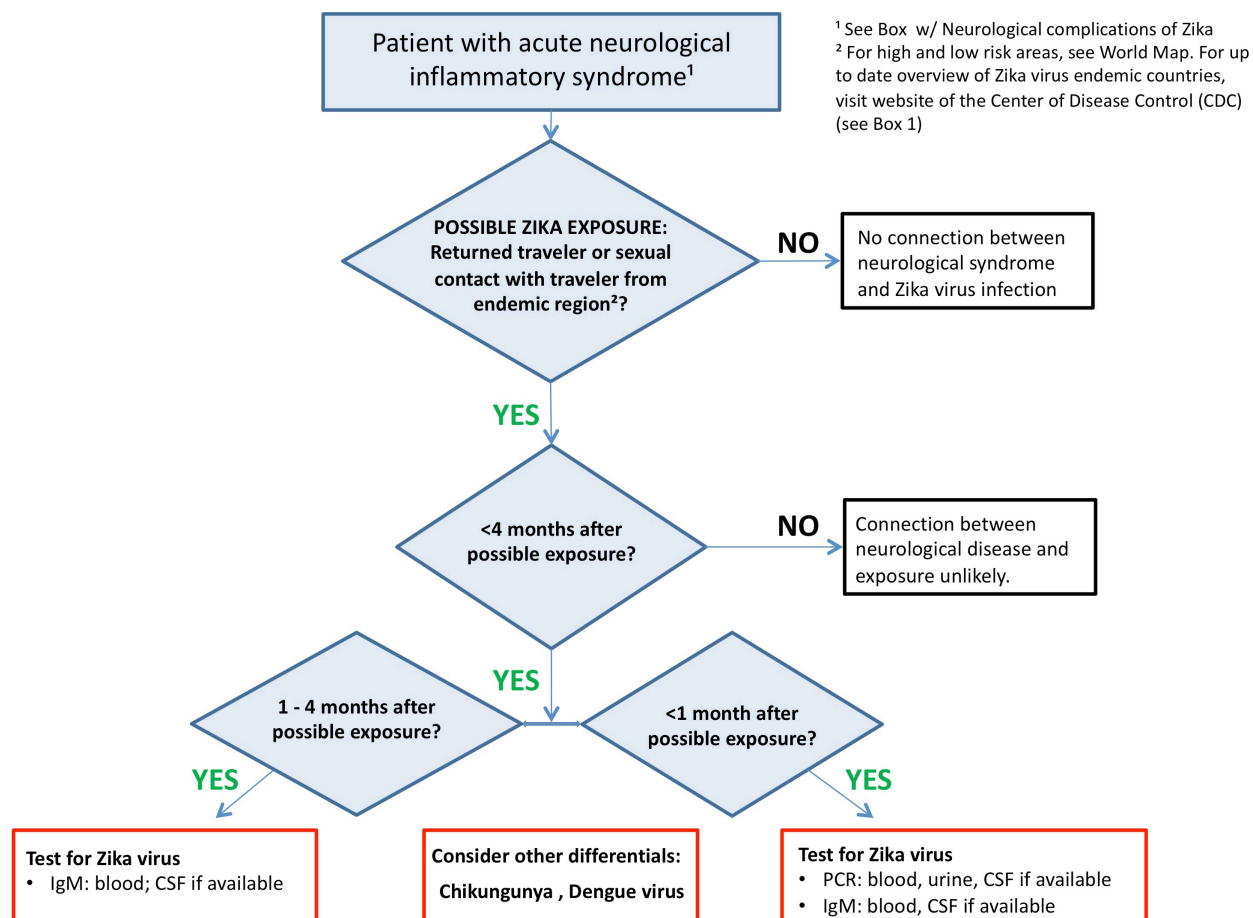 Patient with acute neurological
inflammatory syndrome¹
¹ See Box w/ Neurological complications of Zika
² For high and low risk areas, see World Map. For up
to date overview of Zika virus endemic countries,
visit website of the Center of Disease Control (CDC)
(see Box 1)
POSSIBLE ZIKA EXPOSURE:
Returned traveler or sexual
contact with traveler from
endemic region²?
NO
No connection between
neurological syndrome
and Zika virus infection
YES
<4 months after
possible exposure?
NO
Connection between
neurological disease and
exposure unlikely.
YES
1 - 4 months after
possible exposure?
<1 month after
possible exposure?
YES
YES
Test for Zika virus
• IgM: blood; CSF if available
Consider other differentials:
Chikungunya , Dengue virus
Test for Zika virus
• PCR: blood, urine, CSF if available
• IgM: blood, CSF if available